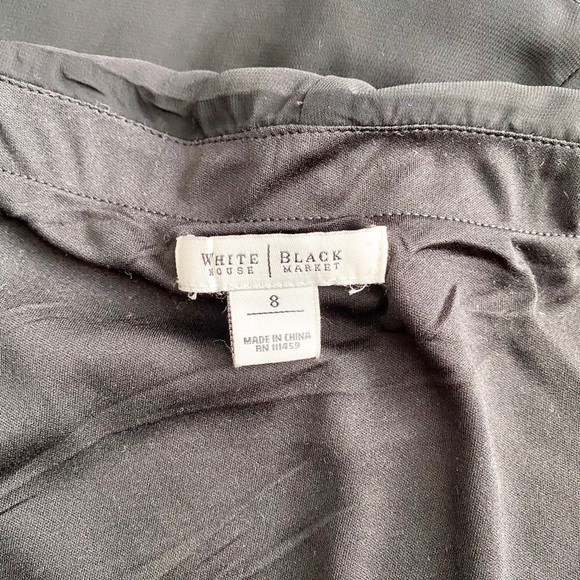 WHITE | BLACK
HOUSE | MARKET
8
MADE IN CHINA
RN 111459